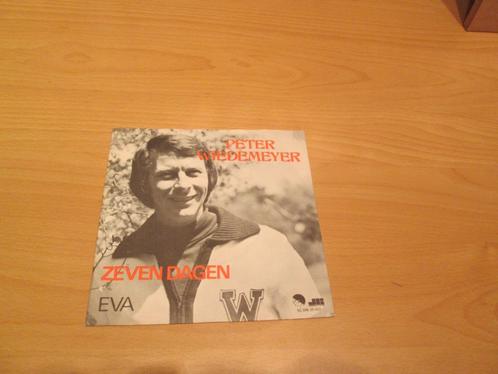 PETER
WIEDEMEYER
ZEVEN DAGEN
EVA
W